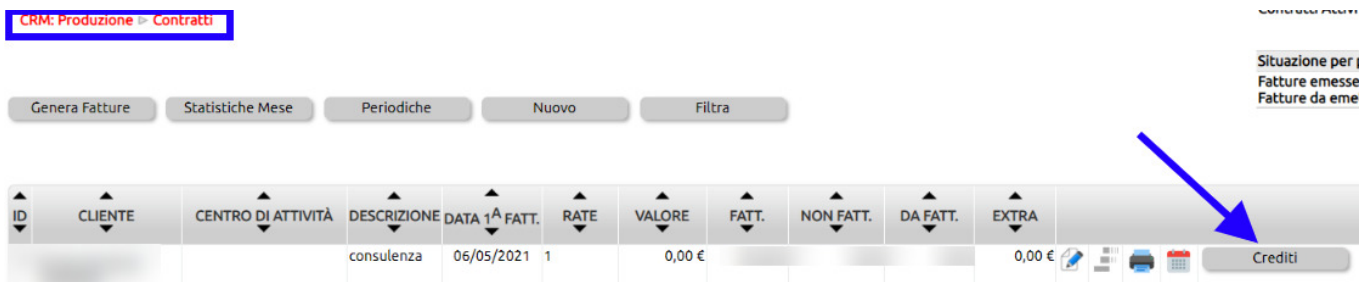 CRM: Produzione ▷ Contratti
Contratti Attivi
Situazione per
Fatture emesse
Fatture da
Genera Fatture Statistiche Mese Periodiche Nuovo Filtra
ID CLIENTE CENTRO DI ATTIVITÀ DESCRIZIONE DATA 1ᴬ FATT. RATE VALORE FATT. NON FATT. DA FATT. EXTRA
consulenza 06/05/2021 1 0,00 € 0,00 € Crediti